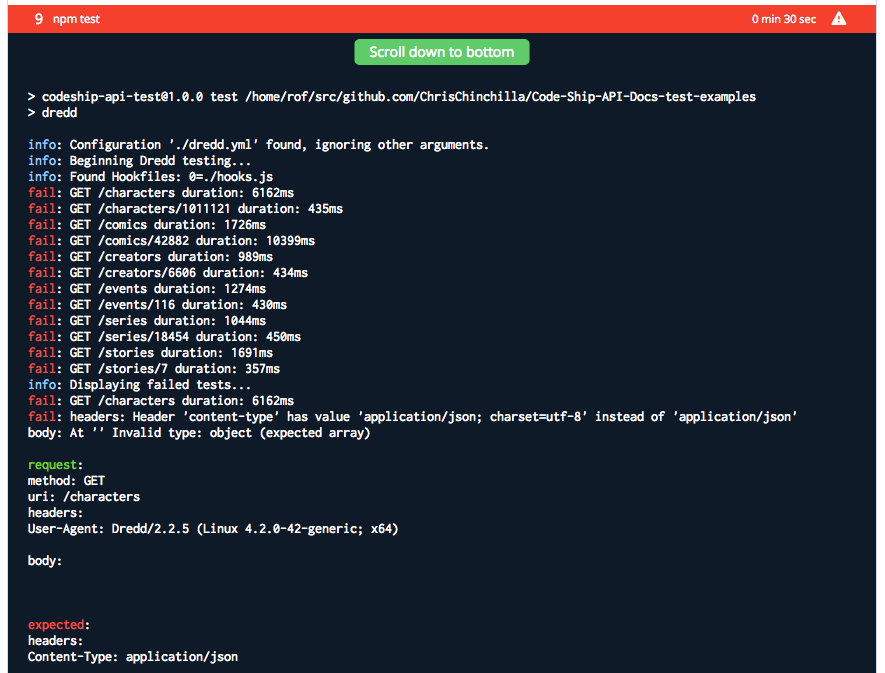 9 npm test 0 min 30 sec
Scroll down to bottom
> codeship-api-test@1.0.0 test /home/rof/src/github.com/ChrisChinchilla/Code-Ship-API-Docs-test-examples
> dredd
info: Configuration './dredd.yml' found, ignoring other arguments.
info: Beginning Dredd testing...
info: Found Hookfiles: 0=./hooks.js
fail: GET /characters duration: 6162ms
fail: GET /characters/1011121 duration: 435ms
fail: GET /comics duration: 1726ms
fail: GET /comics/42882 duration: 10399ms
fail: GET /creators duration: 989ms
fail: GET /creators/6606 duration: 434ms
fail: GET /events duration: 1274ms
fail: GET /events/116 duration: 430ms
fail: GET /series duration: 1044ms
fail: GET /series/18454 duration: 450ms
fail: GET /stories duration: 1691ms
fail: GET /stories/7 duration: 357ms
info: Displaying failed tests...
fail: GET /characters duration: 6162ms
fail: headers: Header 'content-type' has value 'application/json; charset=utf-8' instead of 'application/json'
body: At '' Invalid type: object (expected array)
request:
method: GET
uri: /characters
headers:
User-Agent: Dredd/2.2.5 (Linux 4.2.0-42-generic; x64)
body:
expected:
headers:
Content-Type: application/json